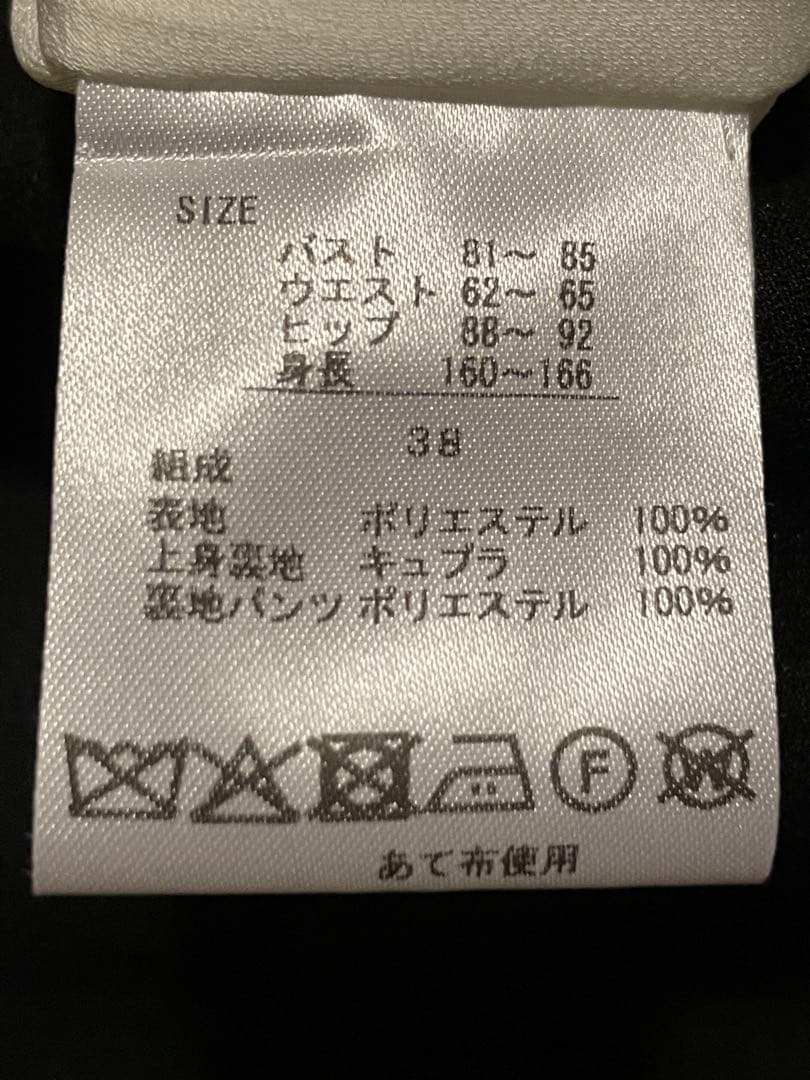 SIZE
バスト 81〜 85
ウエスト 62〜 65
ヒップ 88〜 92
身長 160〜166
38
組成
表地 ポリエステル 100%
上身裏地 キュプラ 100%
裏地パンツ ポリエステル 100%
F W
あて布使用